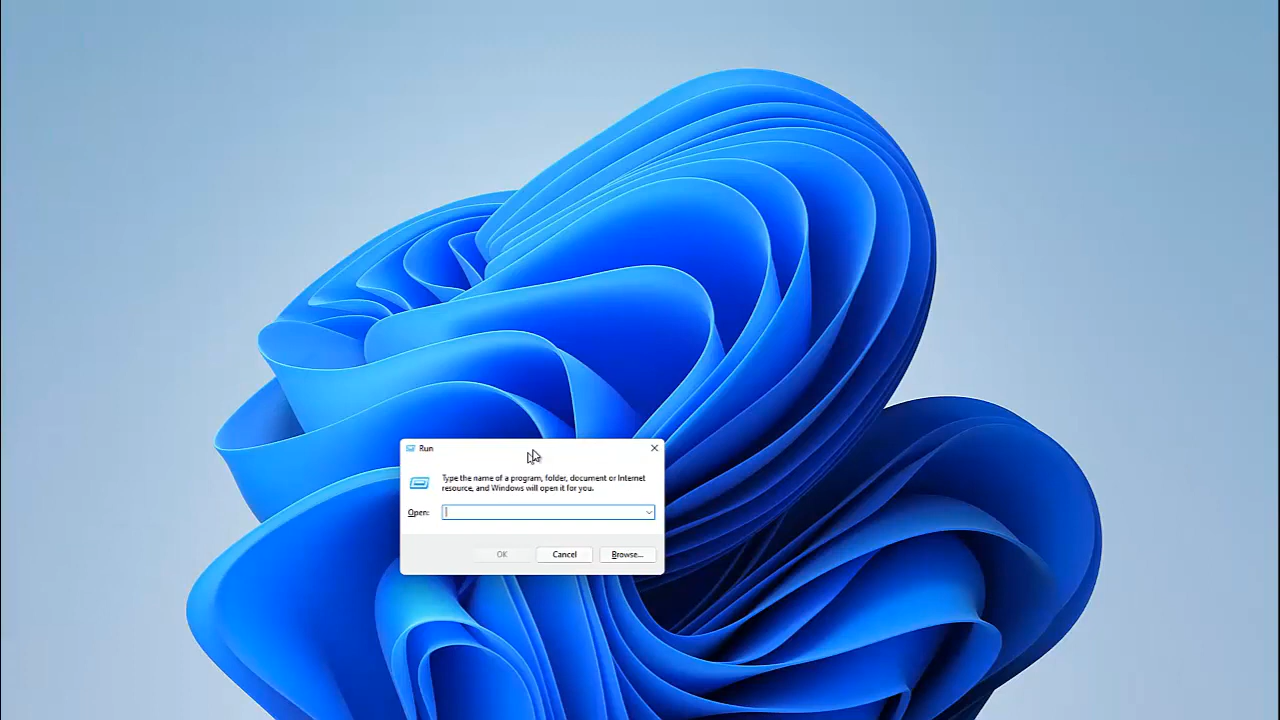 Run
Type the name of a program, folder, document or Internet
resource, and Windows will open it for you.
Open:
OK
Cancel
Browse...